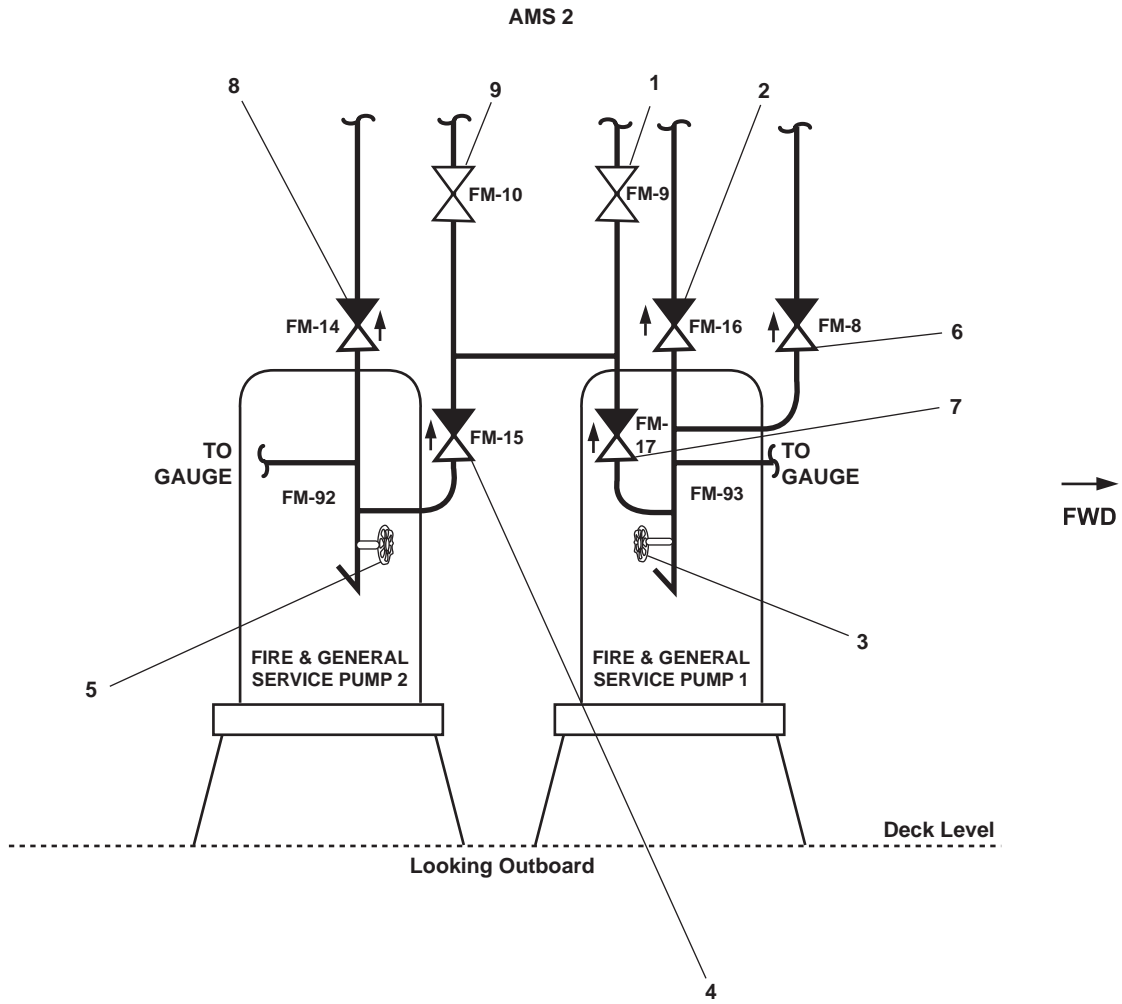 AMS 2
8
9
1
2
FM-10
FM-9
FM-14
FM-16
FM-8
6
7
FM-15
FM-
17
TO
GAUGE
TO
GAUGE
FM-92
FM-93
FWD
3
5
FIRE & GENERAL
SERVICE PUMP 2
FIRE & GENERAL
SERVICE PUMP 1
Deck Level
Looking Outboard
4